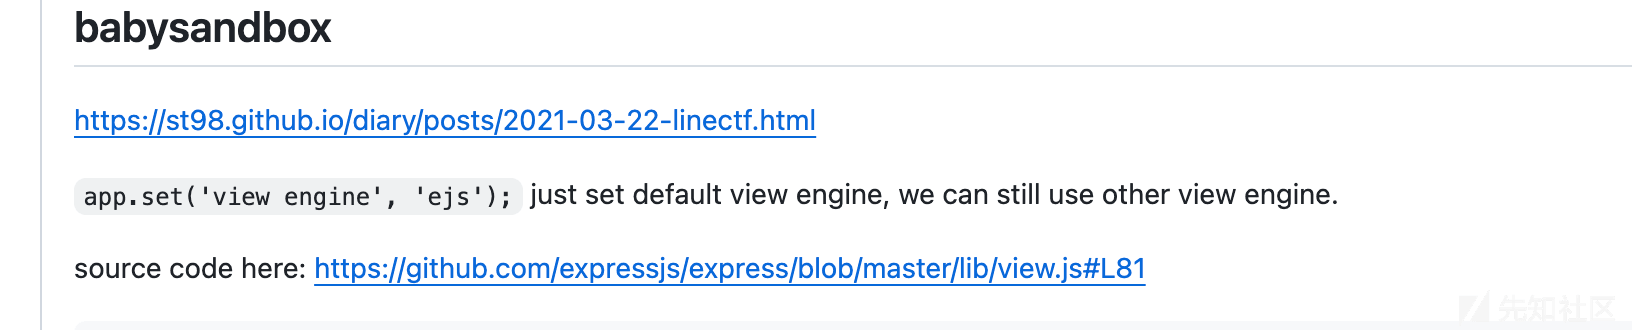 babysandbox
https://st98.github.io/diary/posts/2021-03-22-linectf.html
app.set('view engine', 'ejs'); just set default view engine, we can still use other view engine.
source code here: https://github.com/expressjs/express/blob/master/lib/view.js#L81
先知社区